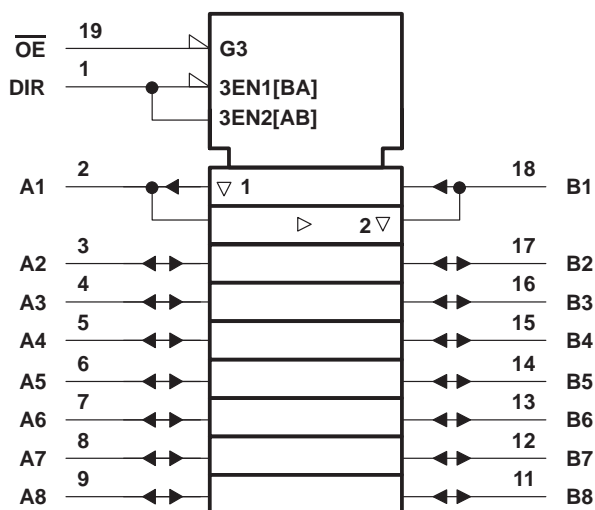 19
O̅E̅ G3
1
DIR 3EN1[BA]
3EN2[AB]
2 18
A1 1 B1
2
3 17
A2 B2
4 16
A3 B3
5 15
A4 B4
6 14
A5 B5
7 13
A6 B6
8 12
A7 B7
9 11
A8 B8